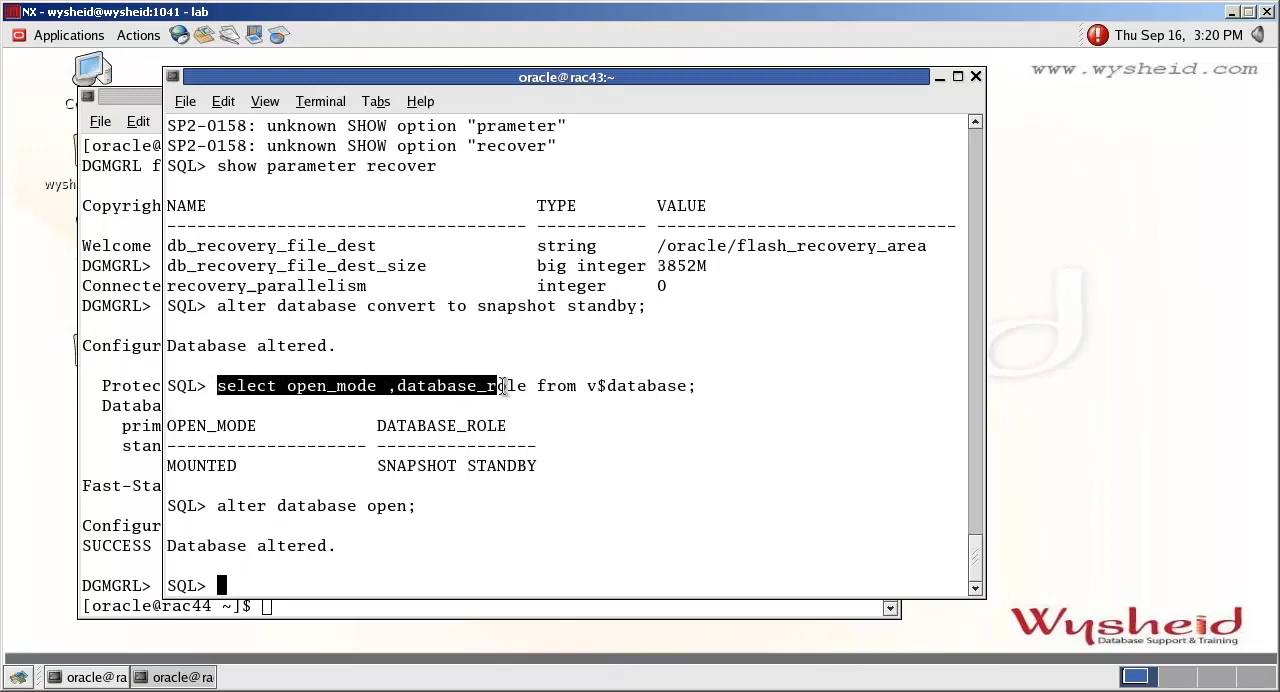 NX - wysheid@wysheid:1041 - lab
Applications Actions Thu Sep 16, 3:20 PM
www.wysheid.com
oracle@rac43:~
File Edit View Terminal Tabs Help
SP2-0158: unknown SHOW option "prameter"
SP2-0158: unknown SHOW option "recover"
SQL> show parameter recover
NAME TYPE VALUE
------------------------------------ ----------- ------------------------------
db_recovery_file_dest string /oracle/flash_recovery_area
db_recovery_file_dest_size big integer 3852M
recovery_parallelism integer 0
SQL> alter database convert to snapshot standby;
Database altered.
SQL> select open_mode ,database_role from v$database;
OPEN_MODE DATABASE_ROLE
-------------------- ----------------
MOUNTED SNAPSHOT STANDBY
SQL> alter database open;
Database altered.
SQL>
File Edit
[oracle@
DGMGRL f
Copyrigh
Welcome
DGMGRL>
Connecte
DGMGRL>
Configur
Protec
Databa
prim
stan
Fast-Sta
Configur
SUCCESS
DGMGRL>
[oracle@rac44 ~]$
C
wysh
Wysheid
Database Support & Training
oracle@ra oracle@ra